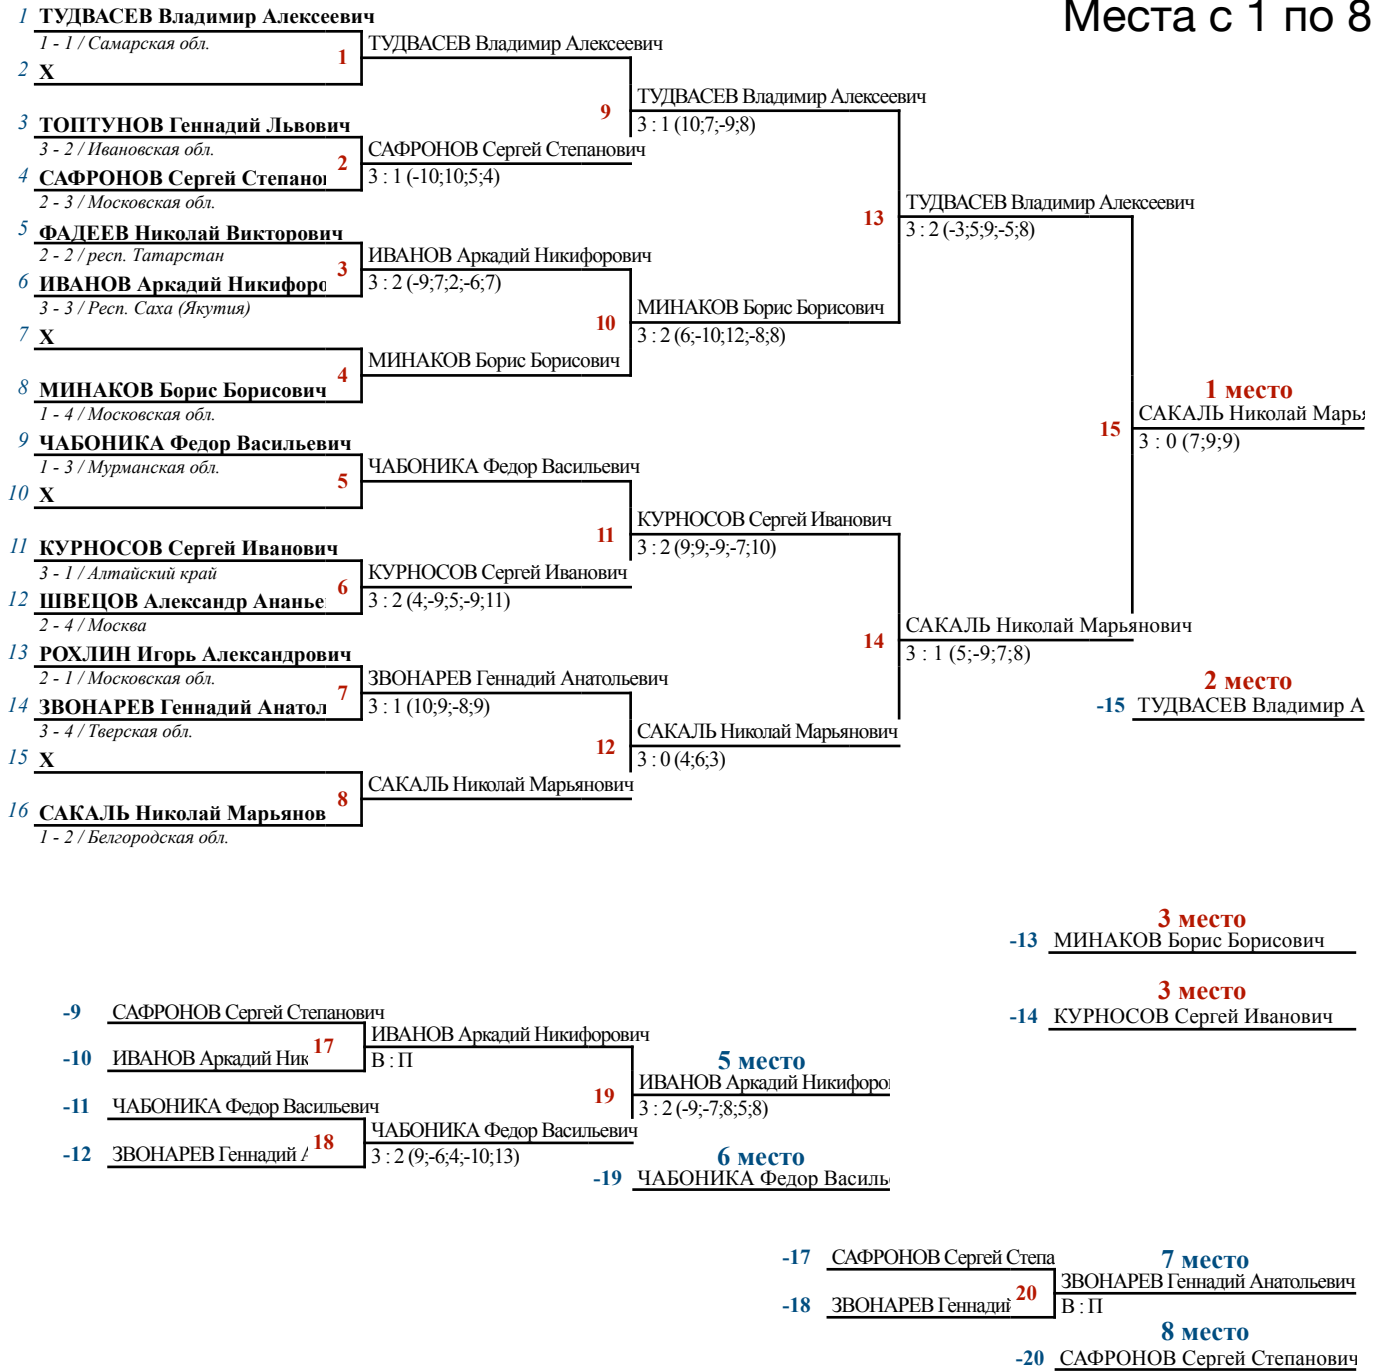 Места с 1 по 8
1 ТУДВАСЕВ Владимир Алексеевич
1 - 1 / Самарская обл.
1
ТУДВАСЕВ Владимир Алексеевич
2 X
9
ТУДВАСЕВ Владимир Алексеевич
3 : 1 (10;7;-9;8)
3 ТОПТУНОВ Геннадий Львович
3 - 2 / Ивановская обл.
2
САФРОНОВ Сергей Степанович
3 : 1 (-10;10;5;4)
4 САФРОНОВ Сергей Степано
2 - 3 / Московская обл.
13
ТУДВАСЕВ Владимир Алексеевич
3 : 2 (-3;5;9;-5;8)
5 ФАДЕЕВ Николай Викторович
2 - 2 / респ. Татарстан
3
ИВАНОВ Аркадий Никифорович
3 : 2 (-9;7;2;-6;7)
6 ИВАНОВ Аркадий Никифоро
3 - 3 / Респ. Саха (Якутия)
10
МИНАКОВ Борис Борисович
3 : 2 (6;-10;12;-8;8)
7 X
4
МИНАКОВ Борис Борисович
8 МИНАКОВ Борис Борисович
1 - 4 / Московская обл.
15
1 место
САКАЛЬ Николай Марья
3 : 0 (7;9;9)
9 ЧАБОНИКА Федор Васильевич
1 - 3 / Мурманская обл.
5
ЧАБОНИКА Федор Васильевич
10 X
11
КУРНОСОВ Сергей Иванович
3 : 2 (9;9;-9;-7;10)
11 КУРНОСОВ Сергей Иванович
3 - 1 / Алтайский край
6
КУРНОСОВ Сергей Иванович
3 : 2 (4;-9;5;-9;11)
12 ШВЕЦОВ Александр Ананье
2 - 4 / Москва
14
САКАЛЬ Николай Марьянович
3 : 1 (5;-9;7;8)
13 РОХЛИН Игорь Александрович
2 - 1 / Московская обл.
7
ЗВОНАРЕВ Геннадий Анатольевич
3 : 1 (10;9;-8;9)
14 ЗВОНАРЕВ Геннадий Анатол
3 - 4 / Тверская обл.
2 место
-15 ТУДВАСЕВ Владимир А
12
САКАЛЬ Николай Марьянович
3 : 0 (4;6;3)
15 X
8
САКАЛЬ Николай Марьянович
16 САКАЛЬ Николай Марьянов
1 - 2 / Белгородская обл.
3 место
-13 МИНАКОВ Борис Борисович
3 место
-14 КУРНОСОВ Сергей Иванович
-9 САФРОНОВ Сергей Степанович
17
ИВАНОВ Аркадий Никифорович
В : П
-10 ИВАНОВ Аркадий Ник
19
5 место
ИВАНОВ Аркадий Никифоро
3 : 2 (-9;-7;8;5;8)
-11 ЧАБОНИКА Федор Васильевич
18
ЧАБОНИКА Федор Васильевич
3 : 2 (9;-6;4;-10;13)
-12 ЗВОНАРЕВ Геннадий
6 место
-19 ЧАБОНИКА Федор Василь
-17 САФРОНОВ Сергей Степа
20
7 место
ЗВОНАРЕВ Геннадий Анатольевич
В : П
-18 ЗВОНАРЕВ Геннадий
8 место
-20 САФРОНОВ Сергей Степанович